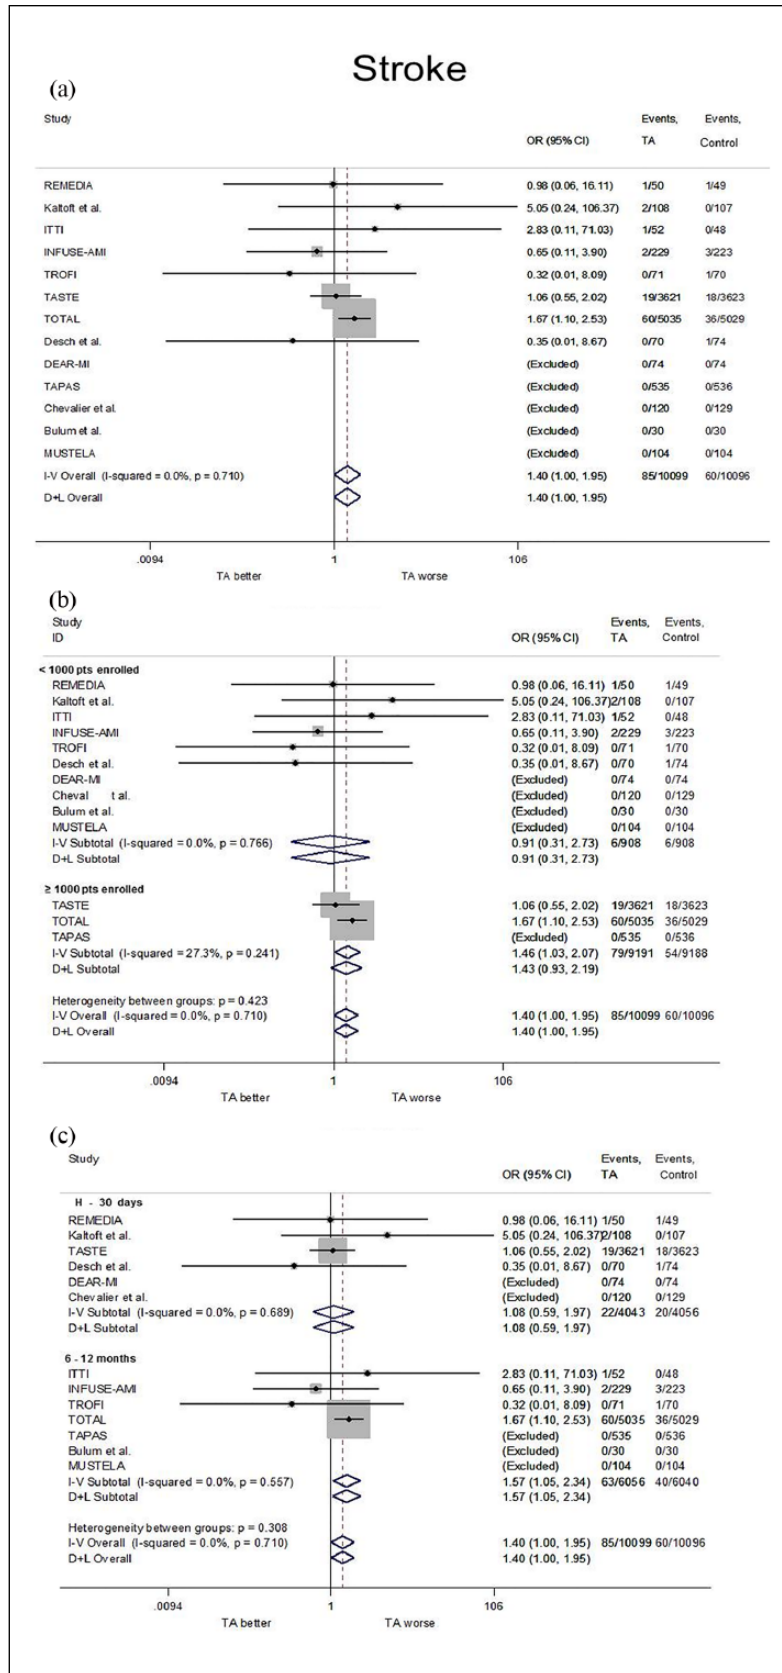 Stroke
(a)
Study OR (95% CI) Events, TA Events, Control
REMEDIA 0.98 (0.06, 16.11) 1/50 1/49
Kaltoft et al. 5.05 (0.24, 106.37) 2/108 0/107
ITTI 2.83 (0.11, 71.03) 1/52 0/48
INFUSE-AMI 0.65 (0.11, 3.90) 2/229 3/223
TROFI 0.32 (0.01, 8.09) 0/71 1/70
TASTE 1.06 (0.55, 2.02) 19/3621 18/3623
TOTAL 1.67 (1.10, 2.53) 60/5035 36/5029
Desch et al. 0.35 (0.01, 8.67) 0/70 1/74
DEAR-MI (Excluded) 0/74 0/74
TAPAS (Excluded) 0/535 0/536
Chevalier et al. (Excluded) 0/120 0/129
Bulum et al. (Excluded) 0/30 0/30
MUSTELA (Excluded) 0/104 0/104
I-V Overall (I-squared = 0.0%, p = 0.710) 1.40 (1.00, 1.95) 85/10099 60/10096
D+L Overall 1.40 (1.00, 1.95)
.0094 1 106
TA better TA worse
(b)
Study ID OR (95% CI) Events, TA Events, Control
< 1000 pts enrolled
REMEDIA 0.98 (0.06, 16.11) 1/50 1/49
Kaltoft et al. 5.05 (0.24, 106.37) 2/108 0/107
ITTI 2.83 (0.11, 71.03) 1/52 0/48
INFUSE-AMI 0.65 (0.11, 3.90) 2/229 3/223
TROFI 0.32 (0.01, 8.09) 0/71 1/70
Desch et al. 0.35 (0.01, 8.67) 0/70 1/74
DEAR-MI (Excluded) 0/74 0/74
Cheval t al. (Excluded) 0/120 0/129
Bulum et al. (Excluded) 0/30 0/30
MUSTELA (Excluded) 0/104 0/104
I-V Subtotal (I-squared = 0.0%, p = 0.766) 0.91 (0.31, 2.73) 6/908 6/908
D+L Subtotal 0.91 (0.31, 2.73)
≥ 1000 pts enrolled
TASTE 1.06 (0.55, 2.02) 19/3621 18/3623
TOTAL 1.67 (1.10, 2.53) 60/5035 36/5029
TAPAS (Excluded) 0/535 0/536
I-V Subtotal (I-squared = 27.3%, p = 0.241) 1.46 (1.03, 2.07) 79/9191 54/9188
D+L Subtotal 1.43 (0.93, 2.19)
Heterogeneity between groups: p = 0.423
I-V Overall (I-squared = 0.0%, p = 0.710) 1.40 (1.00, 1.95) 85/10099 60/10096
D+L Overall 1.40 (1.00, 1.95)
.0094 1 106
TA better TA worse
(c)
Study OR (95% CI) Events, TA Events, Control
H - 30 days
REMEDIA 0.98 (0.06, 16.11) 1/50 1/49
Kaltoft et al. 5.05 (0.24, 106.37) 2/108 0/107
TASTE 1.06 (0.55, 2.02) 19/3621 18/3623
Desch et al. 0.35 (0.01, 8.67) 0/70 1/74
DEAR-MI (Excluded) 0/74 0/74
Chevalier et al. (Excluded) 0/120 0/129
I-V Subtotal (I-squared = 0.0%, p = 0.689) 1.08 (0.59, 1.97) 22/4043 20/4056
D+L Subtotal 1.08 (0.59, 1.97)
6 - 12 months
ITTI 2.83 (0.11, 71.03) 1/52 0/48
INFUSE-AMI 0.65 (0.11, 3.90) 2/229 3/223
TROFI 0.32 (0.01, 8.09) 0/71 1/70
TOTAL 1.67 (1.10, 2.53) 60/5035 36/5029
TAPAS (Excluded) 0/535 0/536
Bulum et al. (Excluded) 0/30 0/30
MUSTELA (Excluded) 0/104 0/104
I-V Subtotal (I-squared = 0.0%, p = 0.557) 1.57 (1.05, 2.34) 63/6056 40/6040
D+L Subtotal 1.57 (1.05, 2.34)
Heterogeneity between groups: p = 0.308
I-V Overall (I-squared = 0.0%, p = 0.710) 1.40 (1.00, 1.95) 85/10099 60/10096
D+L Overall 1.40 (1.00, 1.95)
.0094 1 106
TA better TA worse